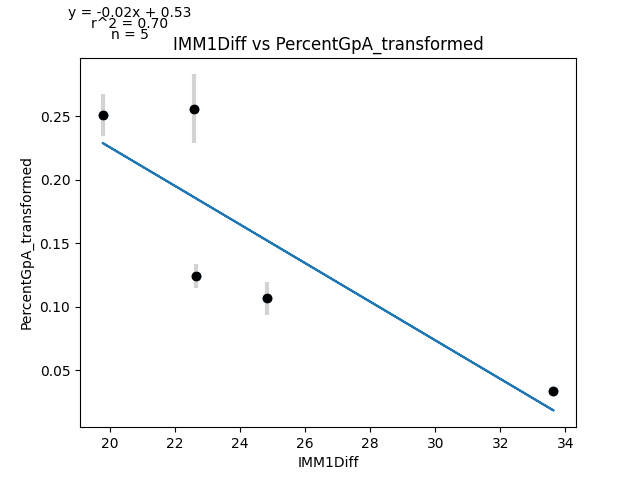 y = -0.02x + 0.53
r^2 = 0.70
n = 5
IMM1Diff vs PercentGpA_transformed
PercentGpA_transformed
0.25
0.20
0.15
0.10
0.05
20
22
24
26
28
30
32
34
IMM1Diff